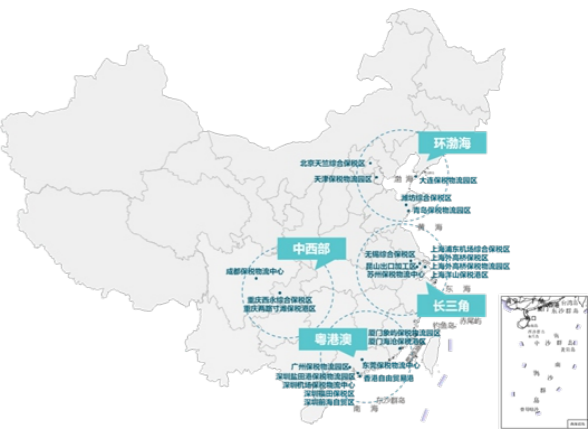 环渤海
北京天竺综合保税区
天津保税物流园区
渤 海
大连保税物流园区
潍坊综合保税区
青岛保税物流园区
黄 海
中西部
成都保税物流中心
重庆西永综合保税区
重庆两路寸滩保税港区
无锡综合保税区
昆山出口加工区
苏州保税物流中心
上海浦东机场综合保税区
上海外高桥保税区
上海外高桥保税物流园区
上海洋山保税港区
东 海
长三角
钓鱼岛
赤尾屿
粤港澳
厦门象屿保税物流园区
厦门海沧保税港区
广州保税物流园区
东莞保税物流中心
深圳盐田港保税物流园区
香港自由贸易港
深圳机场保税物流中心
深圳福田保税区
深圳前海自贸区
东沙群岛
南 海